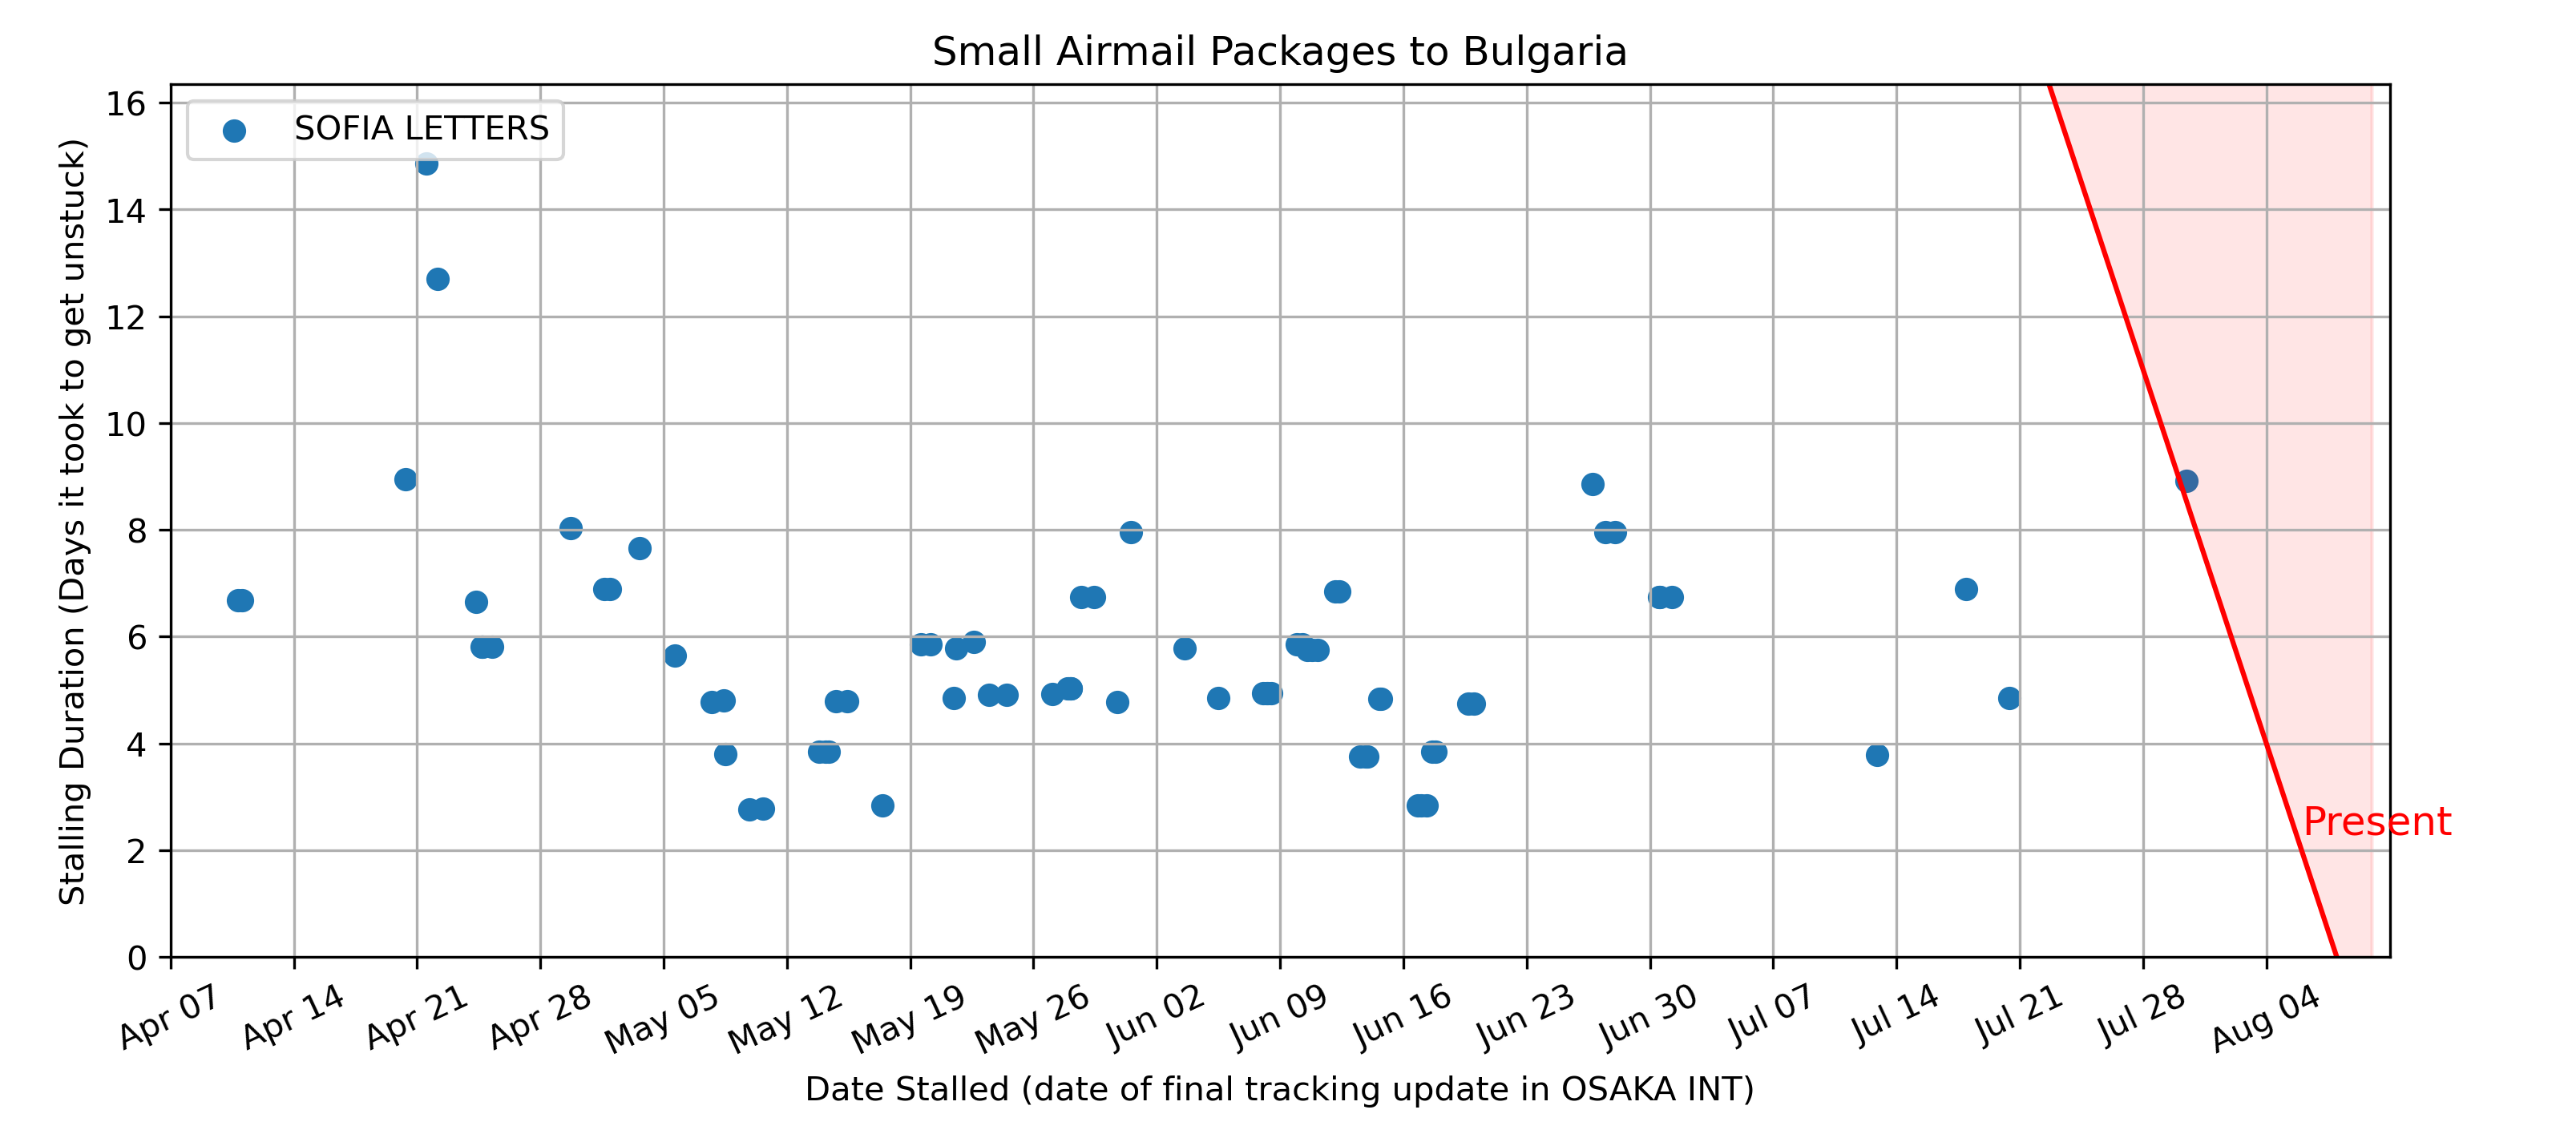 Small Airmail Packages to Bulgaria
SOFIA LETTERS
Stalling Duration (Days it took to get unstuck)
16
14
12
10
8
6
4
2
0
Present
Apr 07
Apr 14
Apr 21
Apr 28
May 05
May 12
May 19
May 26
Jun 02
Jun 09
Jun 16
Jun 23
Jun 30
Jul 07
Jul 14
Jul 21
Jul 28
Aug 04
Date Stalled (date of final tracking update in OSAKA INT)